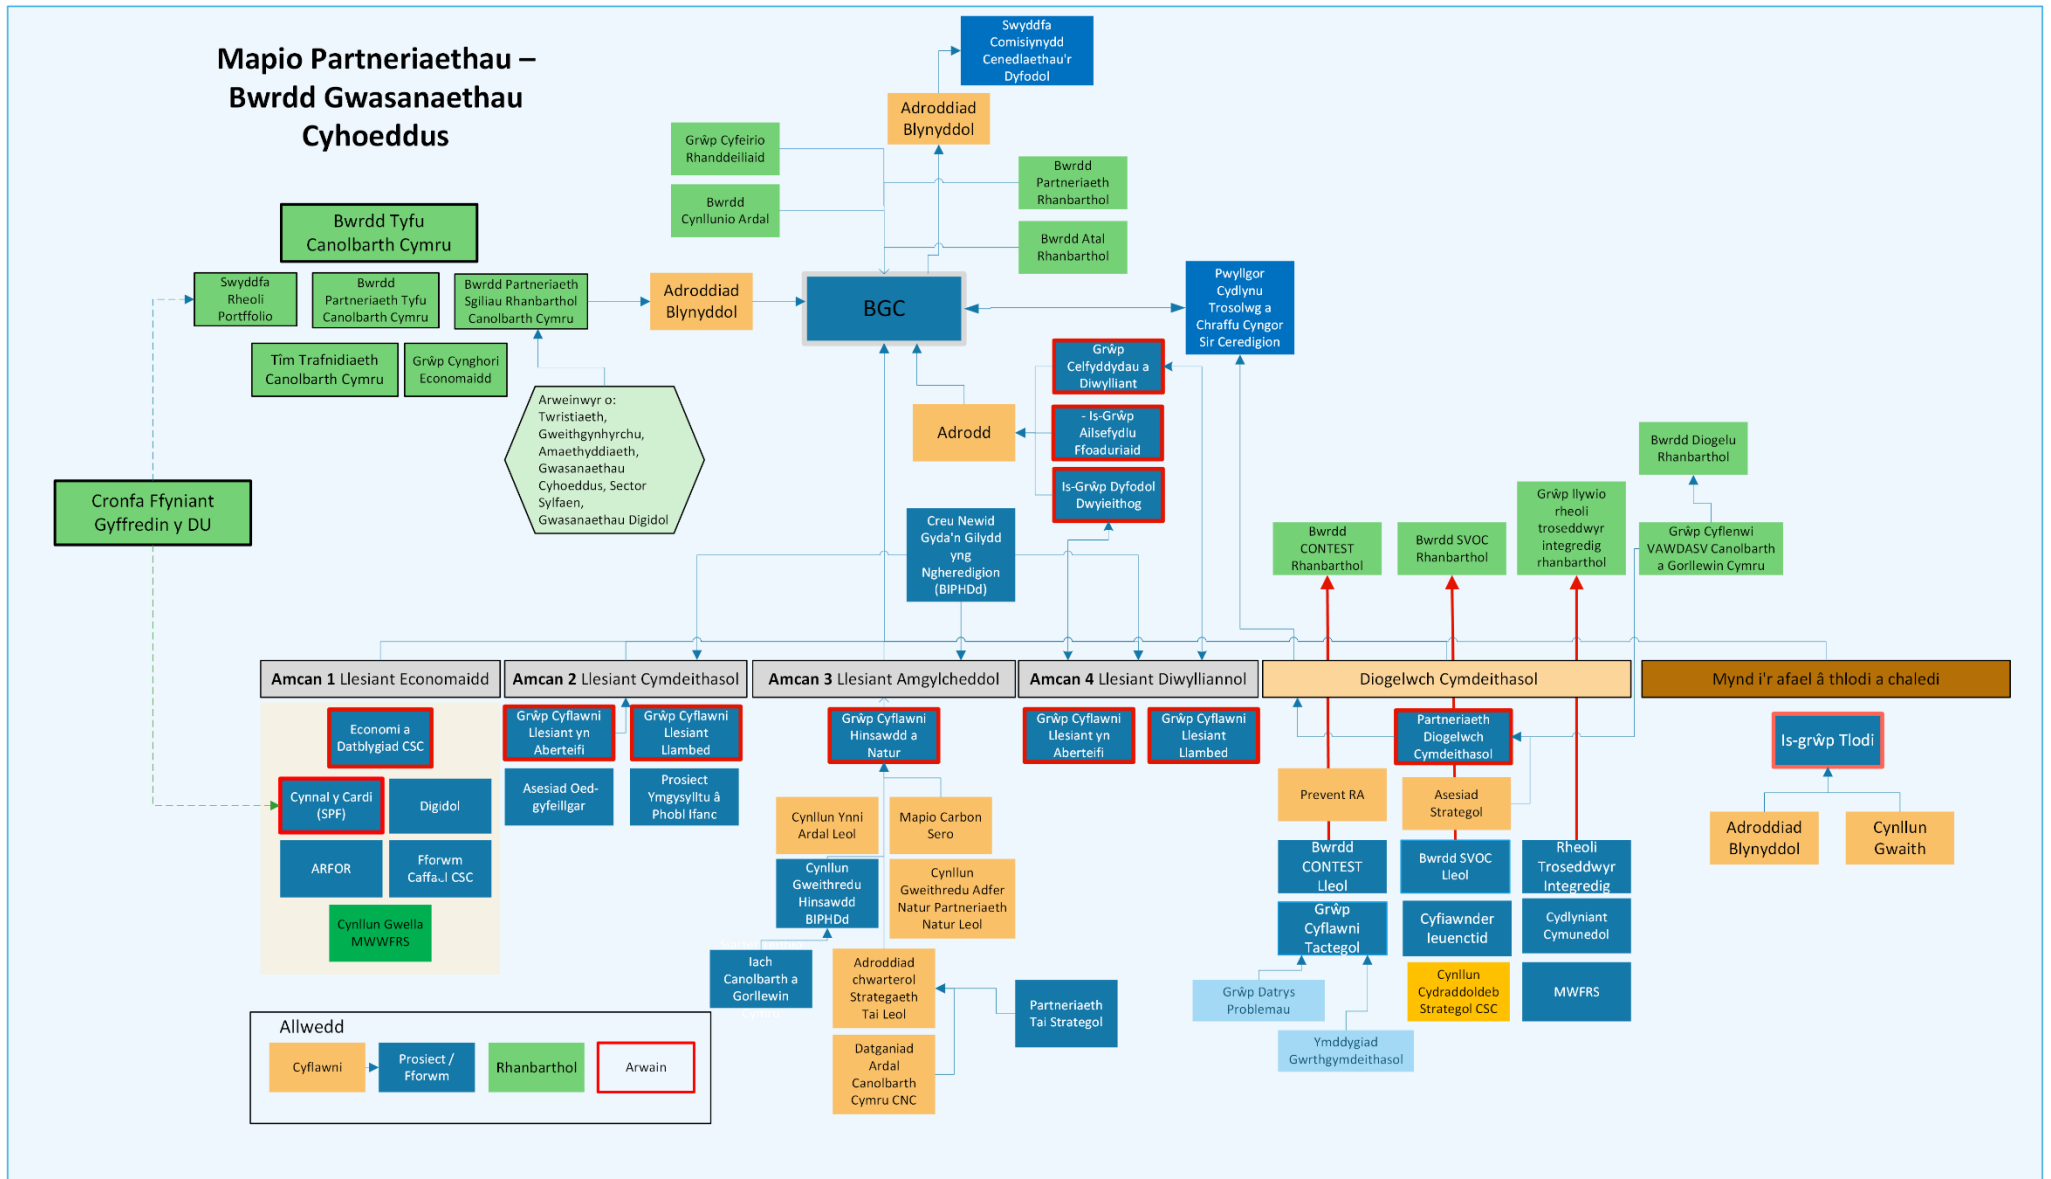 Mapio Partneriaethau –
Bwrdd Gwasanaethau
Cyhoeddus
Swyddfa
Comisiynydd
Cenedlaethau'r
Dyfodol
Adroddiad
Blynyddol
Grŵp Cyfeirio
Rhanddeiliaid
Bwrdd
Cynllunio Ardal
Bwrdd
Partneriaeth
Rhanbarthol
Bwrdd Atal
Rhanbarthol
Bwrdd Tyfu
Canolbarth Cymru
Swyddfa
Rheoli
Portffolio
Bwrdd
Partneriaeth Tyfu
Canolbarth Cymru
Bwrdd Partneriaeth
Sgiliau Rhanbarthol
Canolbarth Cymru
Adroddiad
Blynyddol
BGC
Pwyllgor
Cydlynu
Trosolwg a
Chraffu Cyngor
Sir Ceredigion
Tîm Trafnidiaeth
Canolbarth Cymru
Grŵp Cynghori
Economaidd
Arweinwyr o:
Twristiaeth,
Gweithgynhyrchu,
Amaethyddiaeth,
Gwasanaethau
Cyhoeddus, Sector
Sylfaen,
Gwasanaethau Digidol
Grŵp
Celfyddydau a
Diwylliant
Adrodd
- Is-Grŵp
Ailsefydlu
Ffoaduriaid
Is-Grŵp Dyfodol
Dwyieithog
Cronfa Ffyniant
Gyffredin y DU
Creu Newid
Gyda'n Gilydd
yng
Ngheredigion
(BIPHDd)
Bwrdd
CONTEST
Rhanbarthol
Bwrdd SVOC
Rhanbarthol
Grŵp llywio
rheoli
troseddwyr
integredig
rhanbarthol
Bwrdd Diogelu
Rhanbarthol
Grŵp Cyflenwi
VAWDASV Canolbarth
a Gorllewin Cymru
Amcan 1 Llesiant Economaidd
Amcan 2 Llesiant Cymdeithasol
Amcan 3 Llesiant Amgylcheddol
Amcan 4 Llesiant Diwylliannol
Diogelwch Cymdeithasol
Mynd i'r afael â thlodi a chaledi
Economi a
Datblygiad CSC
Cynnal y Cardi
(SPF)
Digidol
ARFOR
Fforwm
Caffael CSC
Cynllun Gwella
MWWFRS
Grŵp Cyflawni
Llesiant yn
Aberteifi
Grŵp Cyflawni
Llesiant
Llambed
Asesiad Oed-
gyfeillgar
Prosiect
Ymgysylltu â
Phobl Ifanc
Grŵp Cyflawni
Hinsawdd a
Natur
Cynllun Ynni
Ardal Leol
Mapio Carbon
Sero
Cynllun
Gweithredu
Hinsawdd
BIPHDd
Cynllun
Gweithredu Adfer
Natur Partneriaeth
Natur Leol
Iach
Canolbarth a
Gorllewin
Cymru
Adroddiad
chwarterol
Strategaeth
Tai Leol
Partneriaeth
Tai Strategol
Datganiad
Ardal
Canolbarth
Cymru CNC
Grŵp Cyflawni
Llesiant yn
Aberteifi
Grŵp Cyflawni
Llesiant
Llambed
Partneriaeth
Diogelwch
Cymdeithasol
Prevent RA
Asesiad
Strategol
Bwrdd
CONTEST
Lleol
Bwrdd SVOC
Lleol
Rheoli
Troseddwyr
Integredig
Grŵp
Cyflawni
Tactegol
Cyfiawnder
Ieuenctid
Cydlyniant
Cymunedol
Grŵp Datrys
Problemau
Cynllun
Cydraddoldeb
Strategol CSC
MWFRS
Ymddygiad
Gwrthgymdeithasol
Is-grŵp Tlodi
Adroddiad
Blynyddol
Cynllun
Gwaith
Allwedd
Cyflawni
Prosiect /
Fforwm
Rhanbarthol
Arwain